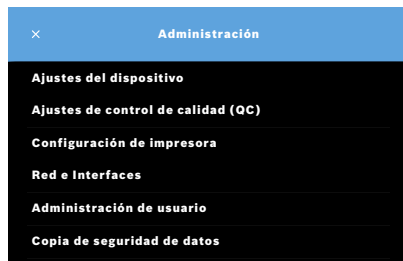 Administración
Ajustes del dispositivo
Ajustes de control de calidad (QC)
Configuración de impresora
Red e Interfaces
Administración de usuario
Copia de seguridad de datos